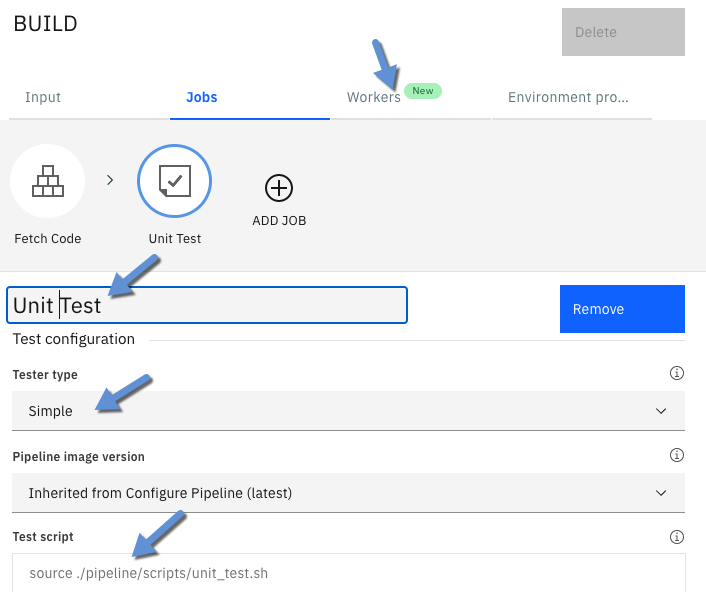 BUILD
Delete
Input
Jobs
Workers
New
Environment pro...
Fetch Code
Unit Test
ADD JOB
Unit Test
Remove
Test configuration
Tester type
Simple
Pipeline image version
Inherited from Configure Pipeline (latest)
Test script
source ./pipeline/scripts/unit_test.sh